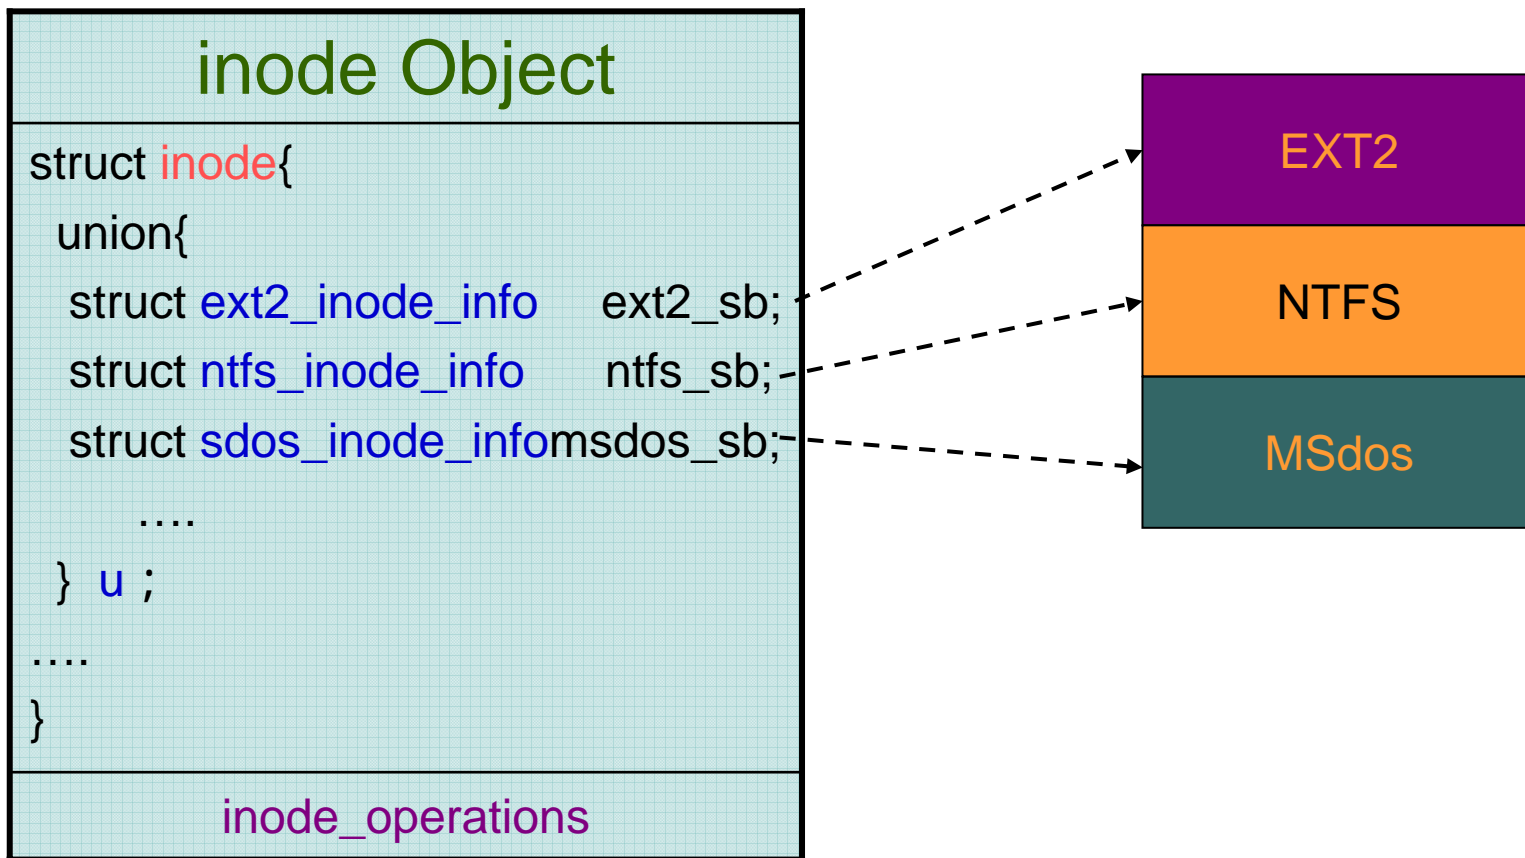 inode Object
struct inode{
union{
struct ext2_inode_info ext2_sb;
struct ntfs_inode_info ntfs_sb;
struct sdos_inode_infomsdos_sb;
....
} u ;
....
}
inode_operations
EXT2
NTFS
MSdos